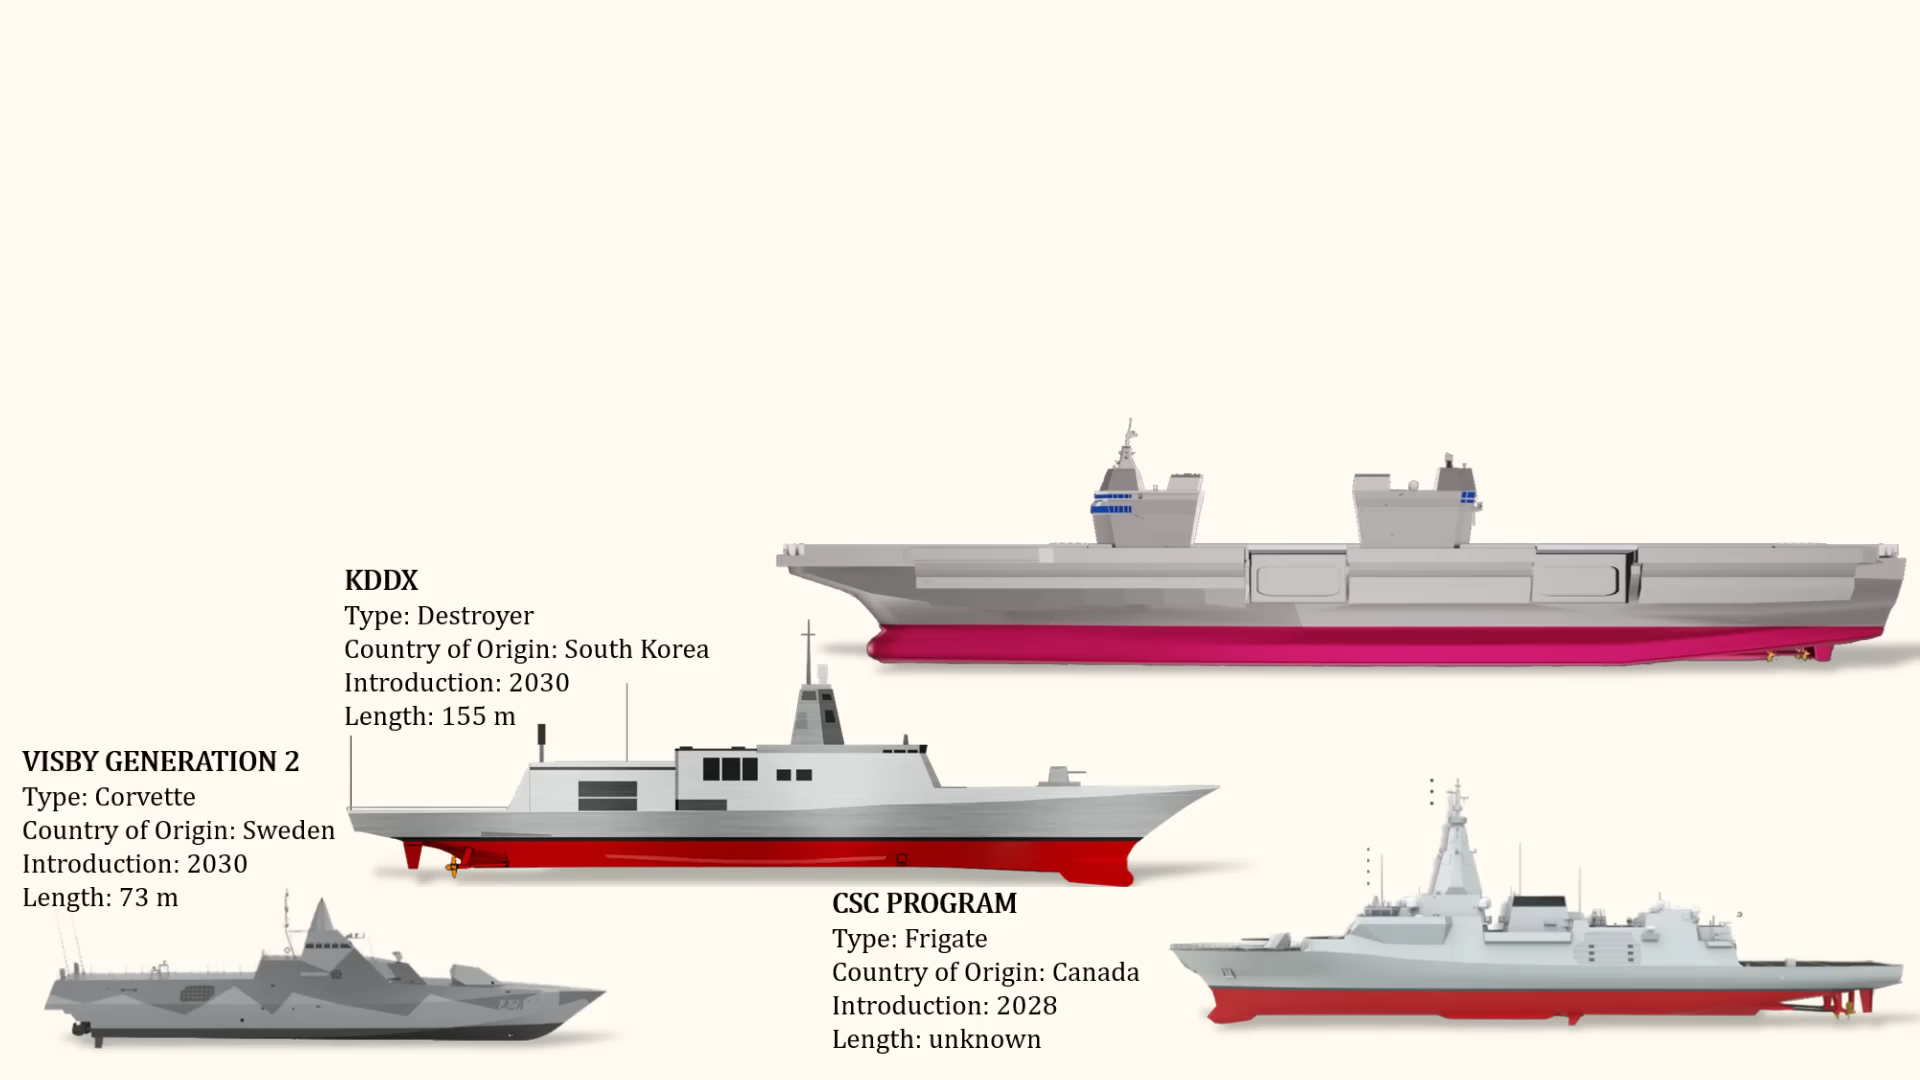 KDDX
Type: Destroyer
Country of Origin: South Korea
Introduction: 2030
Length: 155 m
VISBY GENERATION 2
Type: Corvette
Country of Origin: Sweden
Introduction: 2030
Length: 73 m
CSC PROGRAM
Type: Frigate
Country of Origin: Canada
Introduction: 2028
Length: unknown